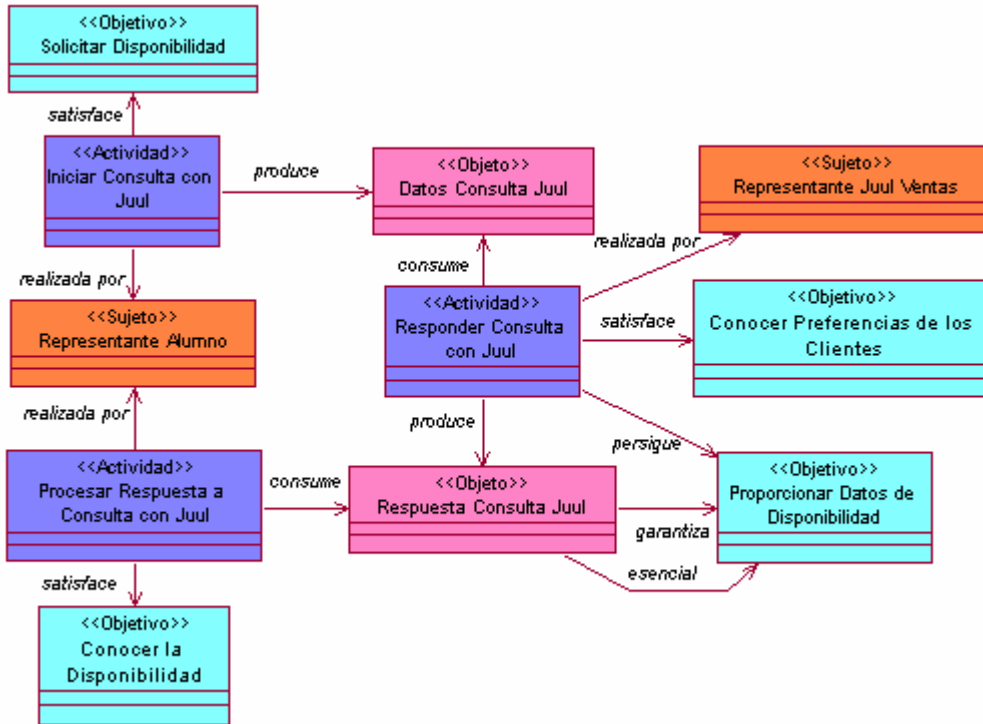 <<Objetivo>>
Solicitar Disponibilidad
satisface
<<Actividad>>
Iniciar Consulta con
Juul
produce
<<Objeto>>
Datos Consulta Juul
<<Sujeto>>
Representante Juul Ventas
realizada por
consume
realizada por
<<Sujeto>>
Representante Alumno
<<Actividad>>
Responder Consulta
con Juul
satisface
<<Objetivo>>
Conocer Preferencias de los
Clientes
realizada por
produce
persigue
<<Actividad>>
Procesar Respuesta a
Consulta con Juul
consume
<<Objeto>>
Respuesta Consulta Juul
<<Objetivo>>
Proporcionar Datos de
Disponibilidad
garantiza
esencial
satisface
<<Objetivo>>
Conocer la
Disponibilidad